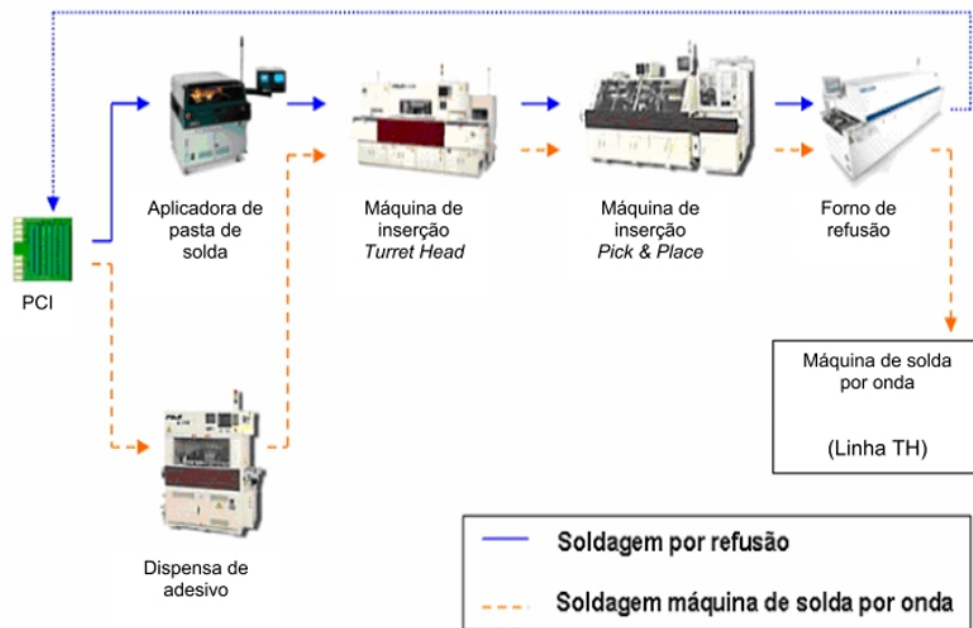 Aplicadora de
pasta de
solda
Máquina de
inserção
Turret Head
Máquina de
inserção
Pick & Place
Forno de
refusão
PCI
Máquina de solda
por onda
(Linha TH)
Dispensa de
adesivo
Soldagem por refusão
Soldagem máquina de solda por onda